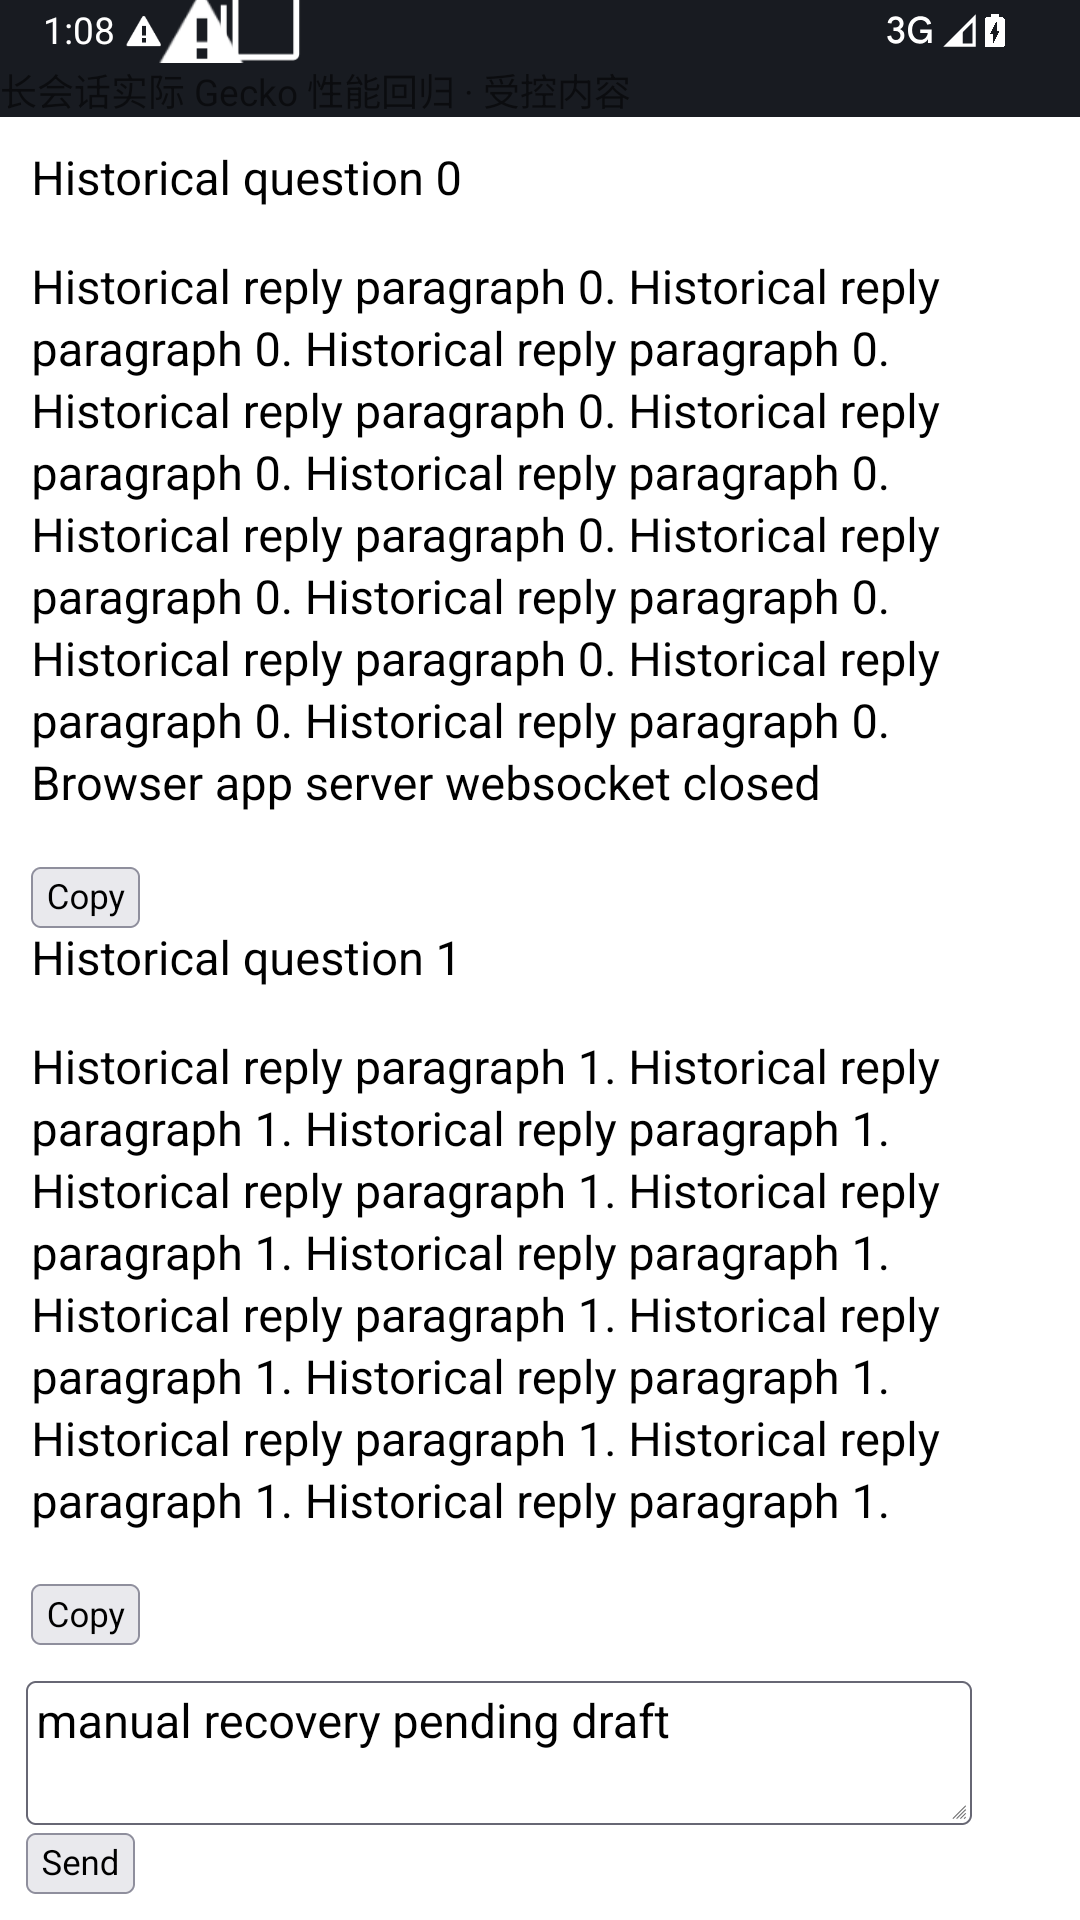 1:08
3G
长会话实际 Gecko 性能回归 · 受控内容
Historical question 0
Historical reply paragraph 0. Historical reply
paragraph 0. Historical reply paragraph 0.
Historical reply paragraph 0. Historical reply
paragraph 0. Historical reply paragraph 0.
Historical reply paragraph 0. Historical reply
paragraph 0. Historical reply paragraph 0.
Historical reply paragraph 0. Historical reply
paragraph 0. Historical reply paragraph 0.
Browser app server websocket closed
Copy
Historical question 1
Historical reply paragraph 1. Historical reply
paragraph 1. Historical reply paragraph 1.
Historical reply paragraph 1. Historical reply
paragraph 1. Historical reply paragraph 1.
Historical reply paragraph 1. Historical reply
paragraph 1. Historical reply paragraph 1.
Historical reply paragraph 1. Historical reply
paragraph 1. Historical reply paragraph 1.
Copy
manual recovery pending draft
Send